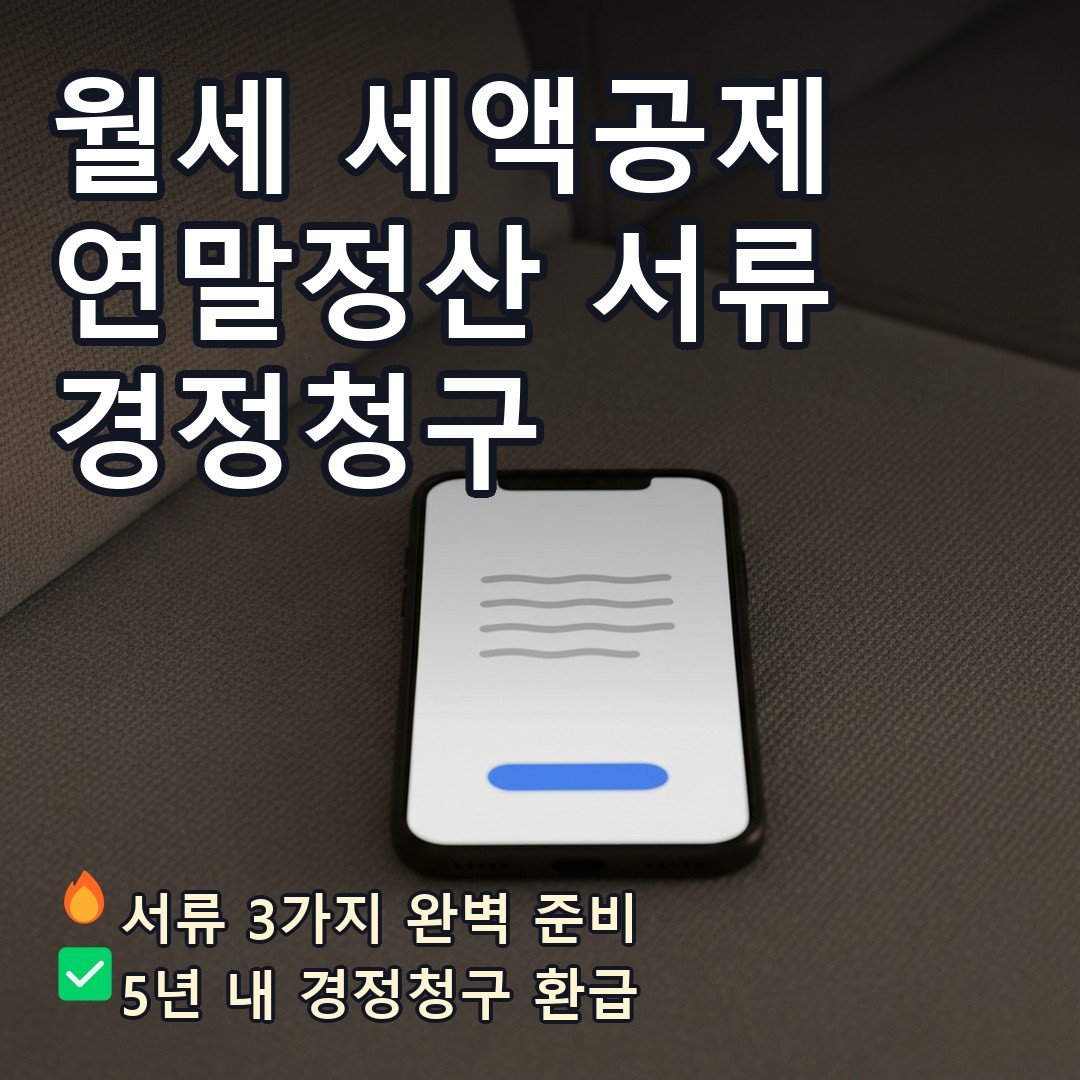 월세 세액공제
연말정산 서류
경정청구
서류 3가지 완벽 준비
5년 내 경정청구 환급